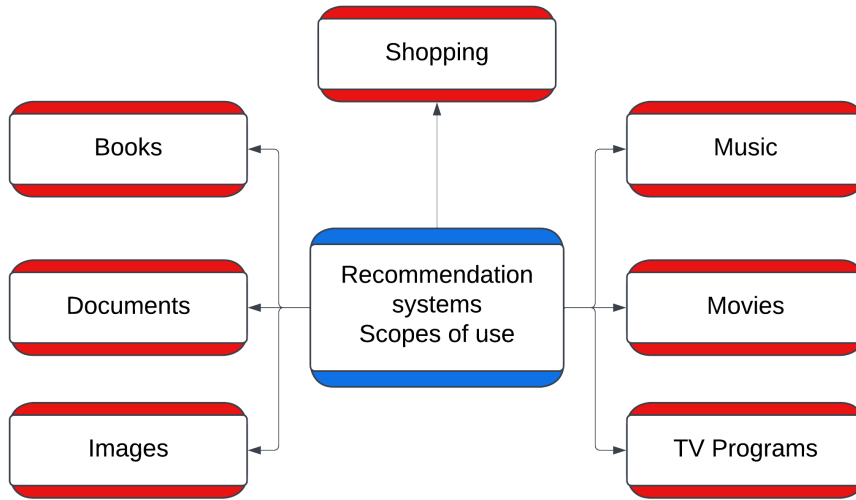 Shopping
Books
Music
Recommendation
systems
Scopes of use
Documents
Movies
Images
TV Programs